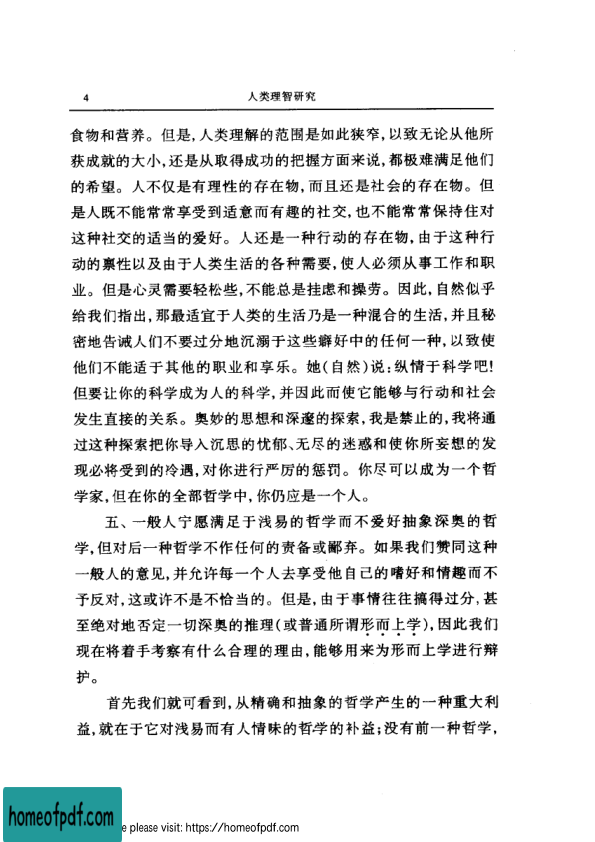 4 人类理智研究
食物和营养。但是,人类理解的范围是如此狭窄,以致无论从他所
获成就的大小,还是从取得成功的把握方面来说,都极难满足他们
的希望。人不仅是有理性的存在物,而且还是社会的存在物。但
是人既不能常常享受到适意而有趣的社交,也不能常常保持住对
这种社交的适当的爱好。人还是一种行动的存在物,由于这种行
动的禀性以及由于人类生活的各种需要,使人必须从事工作和职
业。但是心灵需要轻松些,不能总是挂虑和操劳。因此,自然似乎
给我们指出,那最适宜于人类的生活乃是一种混合的生活,并且秘
密地告诫人们不要过分地沉溺于这些癖好中的任何一种,以致使
他们不能适于其他的职业和享乐。她(自然)说:纵情于科学吧!
但要让你的科学成为人的科学,并因此而使它能够与行动和社会
发生直接的关系。奥妙的思想和深邃的探索,我是禁止的,我将通
过这种探索把你导入沉思的忧郁、无尽的迷惑和使你所妄想的发
现必将受到的冷遇,对你进行严厉的惩罚。你尽可以成为一个哲
学家,但在你的全部哲学中,你仍应是一个人。
五、一般人宁愿满足于浅易的哲学而不爱好抽象深奥的哲
学,但对后一种哲学不作任何的责备或鄙弃。如果我们赞同这种
一般人的意见,并允许每一个人去享受他自己的嗜好和情趣而不
予反对,这或许不是不恰当的。但是,由于事情往往搞得过分,甚
至绝对地否定一切深奥的推理(或普通所谓形而上学),因此我们
现在将着手考察有什么合理的理由,能够用来为形而上学进行辩
护。
首先我们就可看到,从精确和抽象的哲学产生的一种重大利
益,就在于它对浅易而有人情味的哲学的补益;没有前一种哲学,
homeofpdf.com
e please visit: https://homeofpdf.com